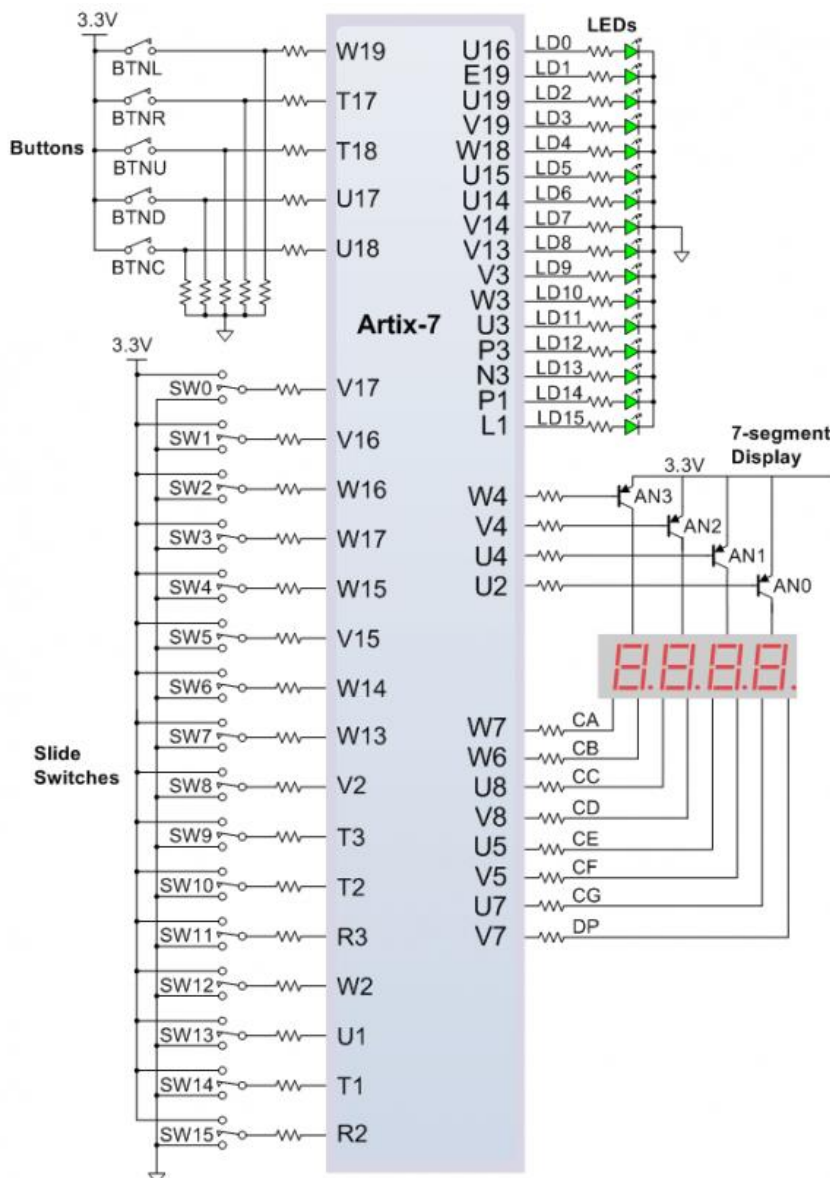 3.3V
BTNL
W19
BTNR
T17
Buttons
BTNU
T18
BTND
U17
BTNC
U18
3.3V
SW0
V17
SW1
V16
SW2
W16
SW3
W17
SW4
W15
SW5
V15
SW6
W14
SW7
W13
Slide
Switches
SW8
V2
SW9
T3
SW10
T2
SW11
R3
SW12
W2
SW13
U1
SW14
T1
SW15
R2
Artix-7
LEDs
U16 LD0
E19 LD1
U19 LD2
V19 LD3
W18 LD4
U15 LD5
U14 LD6
V14 LD7
V13 LD8
V3 LD9
W3 LD10
U3 LD11
P3 LD12
N3 LD13
P1 LD14
L1 LD15
7-segment
Display
3.3V
W4 AN3
V4 AN2
U4 AN1
U2 AN0
8.8.8.8.
W7 CA
W6 CB
U8 CC
V8 CD
U5 CE
V5 CF
U7 CG
V7 DP